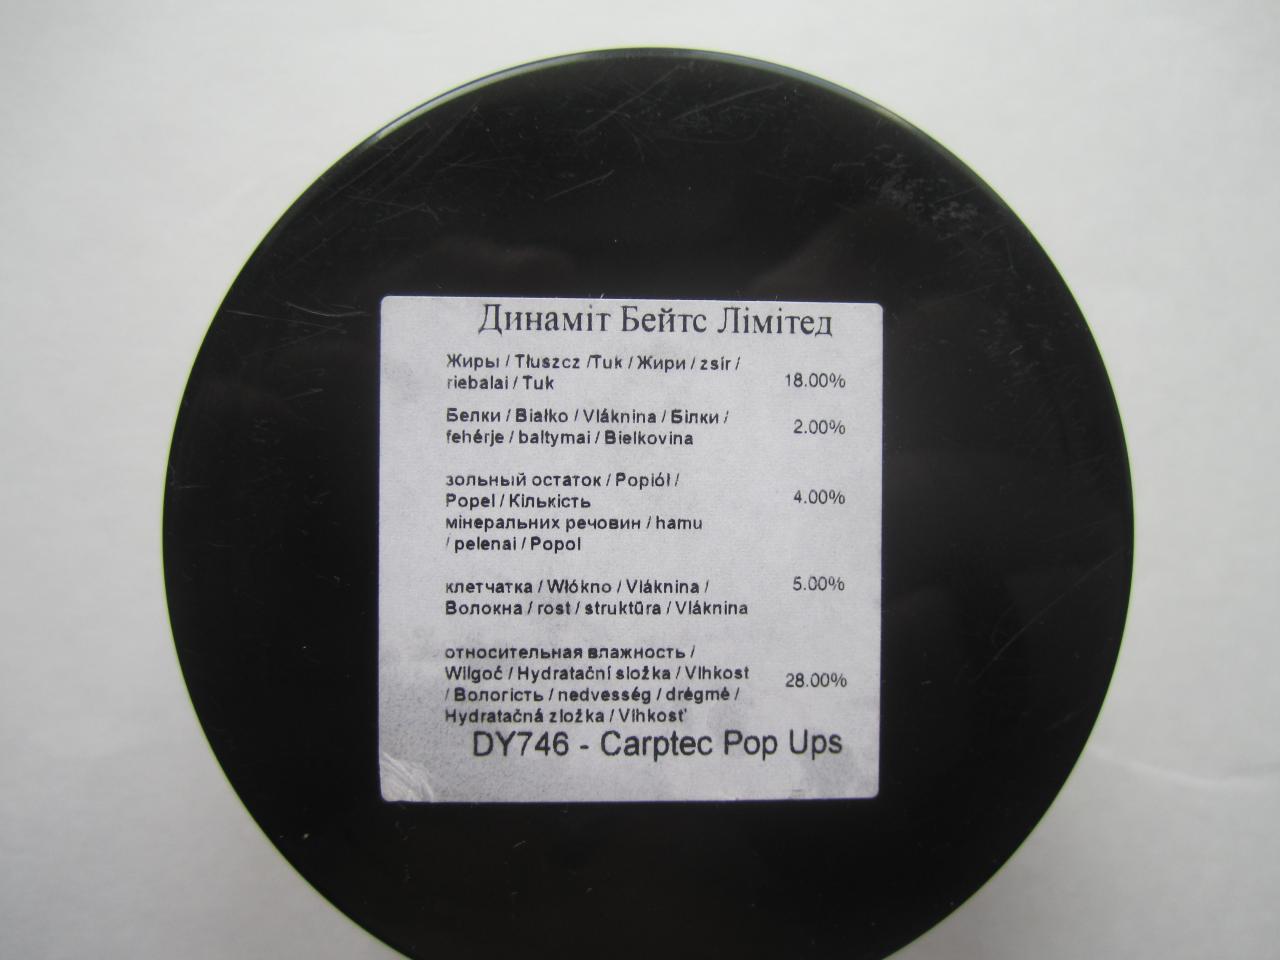 Динаміт Бейтс Лімітед
Жиры / Tłuszcz /Tuk / Жири / zsír /
riebalai / Tuk
18.00%
Белки / Białko / Vláknina / Білки /
fehérje / baltymai / Bielkovina
2.00%
зольный остаток / Popiół /
Popel / Кількість
мінеральних речовин / hamu
/ pelenai / Popol
4.00%
клетчатка / Włókno / Vláknina /
Волокна / rost / struktūra / Vláknina
5.00%
относительная влажность /
Wilgoć / Hydratační složka / Vlhkost
/ Вологість / nedvesség / drėgmė /
Hydratačná zložka / Vlhkosť
28.00%
DY746 - Carptec Pop Ups